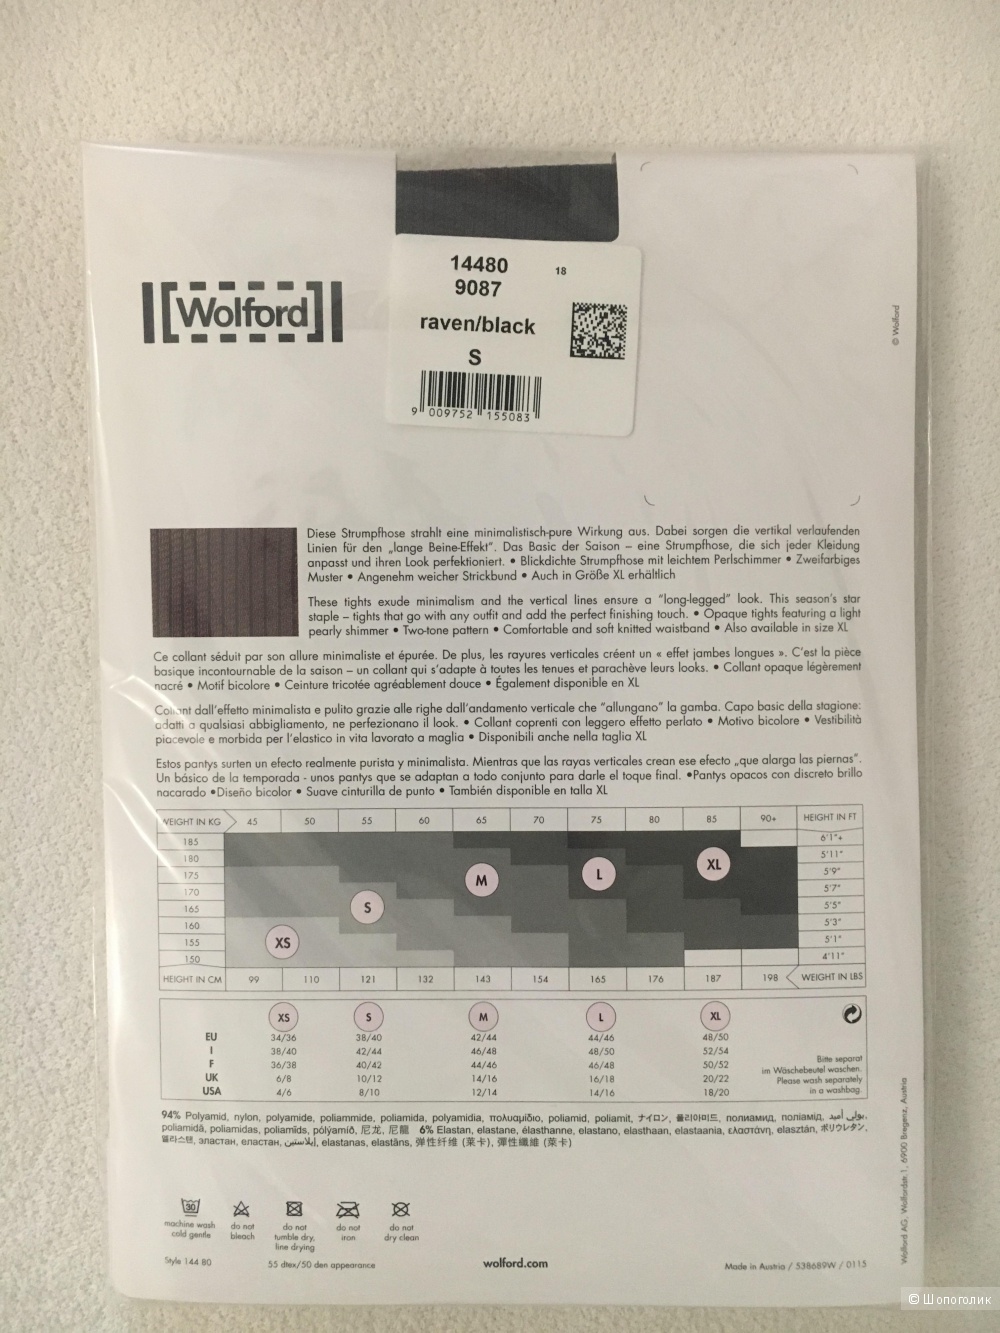 14480
18
9087
raven/black
S
9 009752 155083
Wolford
© Wolford
Diese Strumpfhose strahlt eine minimalistisch-pure Wirkung aus. Dabei sorgen die vertikal verlaufenden
Linien für den „lange Beine-Effekt“. Das Basic der Saison – eine Strumpfhose, die sich jeder Kleidung
anpasst und ihren Look perfektioniert. • Blickdichte Strumpfhose mit leichtem Perlschimmer • Zweifarbiges
Muster • Angenehm weicher Strickbund • Auch in Größe XL erhältlich
These tights exude minimalism and the vertical lines ensure a “long-legged” look. This season’s star
staple – tights that go with any outfit and add the perfect finishing touch. • Opaque tights featuring a light
pearly shimmer • Two-tone pattern • Comfortable and soft knitted waistband • Also available in size XL
Ce collant séduit par son allure minimaliste et épurée. De plus, les rayures verticales créent un « effet jambes longues ». C’est la pièce
basique incontournable de la saison – un collant qui s’adapte à toutes les tenues et parachève leurs looks. • Collant opaque légèrement
nacré • Motif bicolore • Ceinture tricotée agréablement douce • Également disponible en XL
Collant dall’effetto minimalista e pulito grazie alle righe dall’andamento verticale che “allungano” la gamba. Capo basic della stagione:
adatti a qualsiasi abbigliamento, ne perfezionano il look. • Collant coprenti con leggero effetto perlato • Motivo bicolore • Vestibilità
piacevole e morbida per l’elastico in vita lavorato a maglia • Disponibili anche nella taglia XL
Estos pantys surten un efecto realmente purista y minimalista. Mientras que las rayas verticales crean ese efecto „que alarga las piernas“.
Un básico de la temporada - unos pantys que se adaptan a todo conjunto para darle el toque final. •Pantys opacos con discreto brillo
nacarado •Diseño bicolor • Suave cinturilla de punto • También disponible en talla XL
WEIGHT IN KG 45 50 55 60 65 70 75 80 85 90+ HEIGHT IN FT
185 6'1"+
180 5'11"
175 5'9"
170 5'7"
165 5'5"
160 5'3"
155 5'1"
150 4'11"
XS S M L XL
HEIGHT IN CM 99 110 121 132 143 154 165 176 187 198 WEIGHT IN LBS
XS S M L XL
EU 34/36 38/40 42/44 44/46 48/50
I 38/40 42/44 46/48 48/50 52/54
F 36/38 40/42 44/46 46/48 50/52
UK 6/8 10/12 14/16 16/18 20/22
USA 4/6 8/10 12/14 14/16 18/20
Bitte separat
im Wäschebeutel waschen.
Please wash separately
in a washbag.
94% Polyamid, nylon, polyamide, poliammide, poliamida, polyamidia, πολυαμίδιο, poliamid, poliamit, ナイロン, 폴리아미드, полиамид, поліамід, بولي أميد,
poliamidă, poliamidas, poliamīds, pólýamíð, 尼龙, 尼龍 6% Elastan, elastane, élasthanne, elastano, elasthaan, elastaania, ελαστάνη, elasztán, ポリウレタン,
엘라스텐, эластан, еластан, إيلاستين, elastanas, elastāns, 弹性纤维 (莱卡), 彈性纖維 (萊卡)
30
machine wash
cold gentle
do not
bleach
do not
tumble dry,
line drying
do not
iron
do not
dry clean
Style 144 80
55 dtex/50 den appearance
wolford.com
Made in Austria / 538689W / 0115
Wolford AG, Wolfordstr.1, 6900 Bregenz, Austria
© Шопоголик